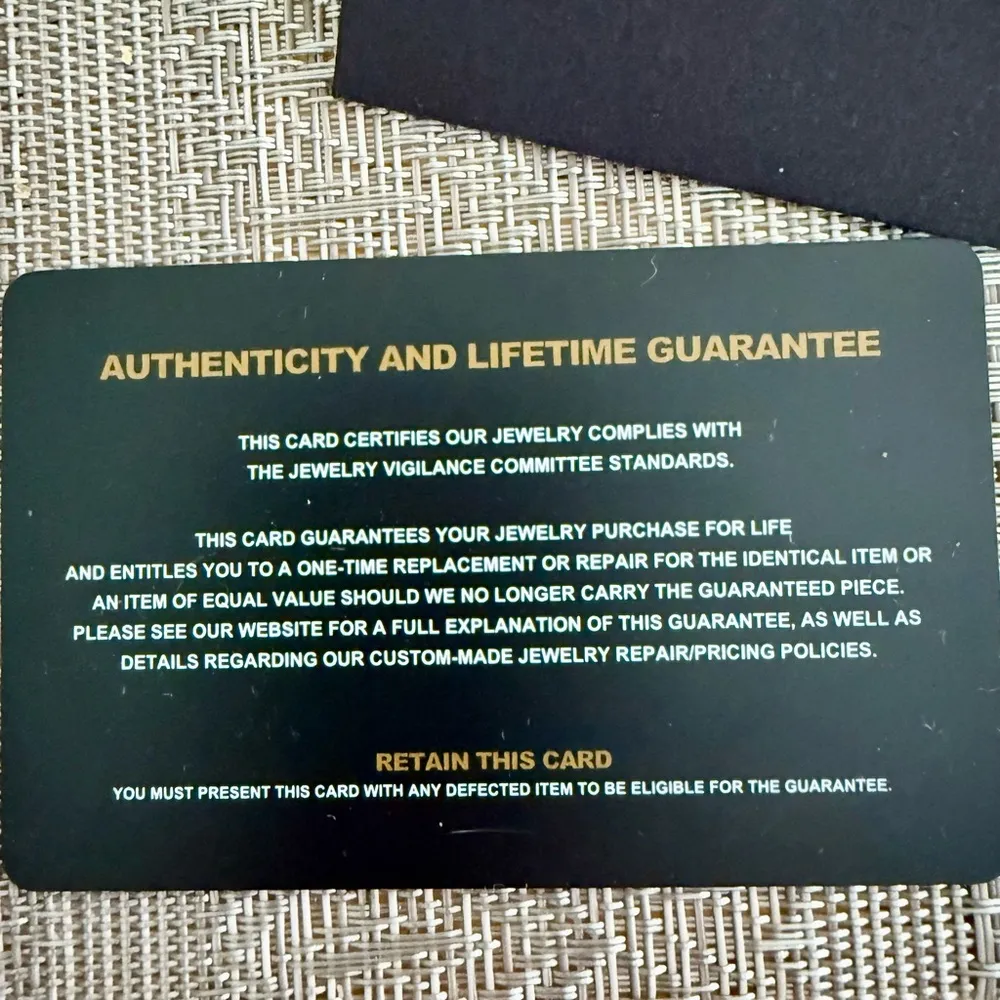 AUTHENTICITY AND LIFETIME GUARANTEE
THIS CARD CERTIFIES OUR JEWELRY COMPLIES WITH
THE JEWELRY VIGILANCE COMMITTEE STANDARDS.
THIS CARD GUARANTEES YOUR JEWELRY PURCHASE FOR LIFE
AND ENTITLES YOU TO A ONE-TIME REPLACEMENT OR REPAIR FOR THE IDENTICAL ITEM OR
AN ITEM OF EQUAL VALUE SHOULD WE NO LONGER CARRY THE GUARANTEED PIECE.
PLEASE SEE OUR WEBSITE FOR A FULL EXPLANATION OF THIS GUARANTEE, AS WELL AS
DETAILS REGARDING OUR CUSTOM-MADE JEWELRY REPAIR/PRICING POLICIES.
RETAIN THIS CARD
YOU MUST PRESENT THIS CARD WITH ANY DEFECTED ITEM TO BE ELIGIBLE FOR THE GUARANTEE.